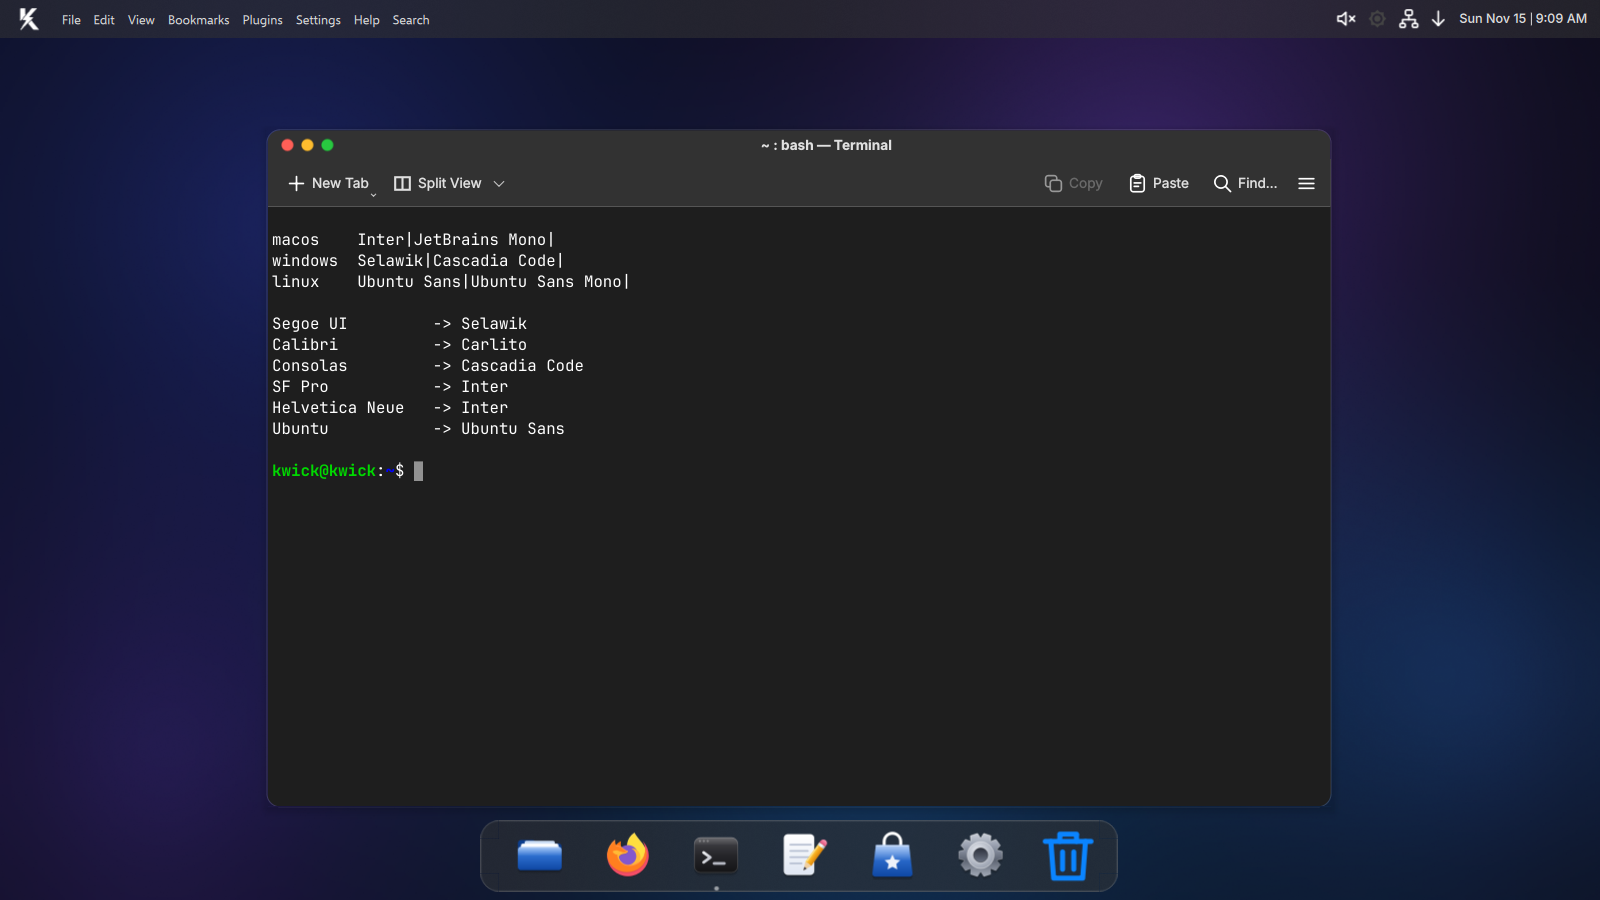 File Edit View Bookmarks Plugins Settings Help Search
Sun Nov 15 | 9:09 AM
~ : bash — Terminal
New Tab Split View Copy Paste Find...
macos    Inter|JetBrains Mono|
windows  Selawik|Cascadia Code|
linux    Ubuntu Sans|Ubuntu Sans Mono|
Segoe UI         -> Selawik
Calibri          -> Carlito
Consolas         -> Cascadia Code
SF Pro           -> Inter
Helvetica Neue   -> Inter
Ubuntu           -> Ubuntu Sans
kwick@kwick:~$